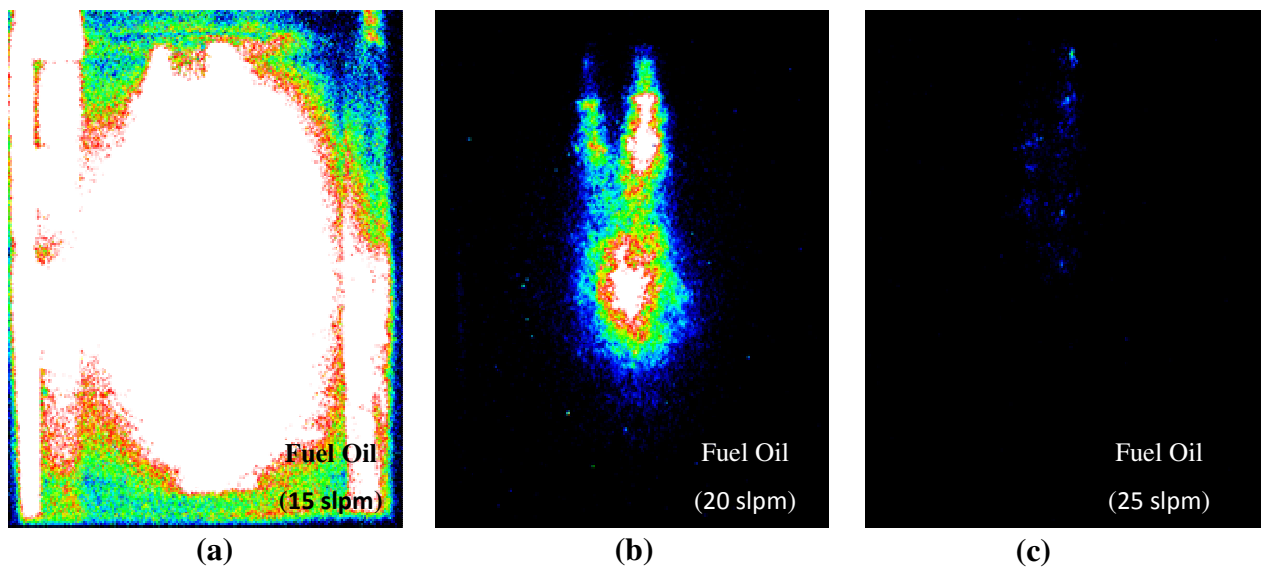 Fuel Oil
(15 slpm)
Fuel Oil
(20 slpm)
Fuel Oil
(25 slpm)
(a)
(b)
(c)